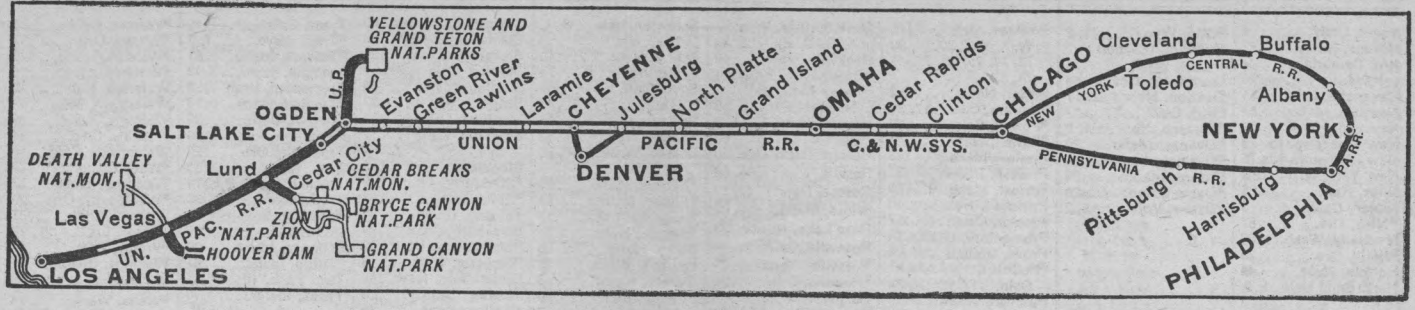 YELLOWSTONE AND
GRAND TETON
NAT.PARKS
U.P.
OGDEN
SALT LAKE CITY
Evanston
Green River
Rawlins
Laramie
CHEYENNE
Julesburg
North Platte
Grand Island
OMAHA
Cedar Rapids
Clinton
CHICAGO
UNION
PACIFIC
R.R.
C.& N.W.SYS.
DENVER
NEW
YORK
CENTRAL
R.R.
Toledo
Cleveland
Buffalo
Albany
NEW YORK
PA.R.R.
PHILADELPHIA
PENNSYLVANIA
R. R.
Pittsburgh
Harrisburg
DEATH VALLEY
NAT.MON.
Lund
Cedar City
CEDAR BREAKS
NAT.MON.
BRYCE CANYON
NAT.PARK
ZION
NAT.PARK
GRAND CANYON
NAT.PARK
Las Vegas
HOOVER DAM
UN.
PAC.
R.R.
LOS ANGELES